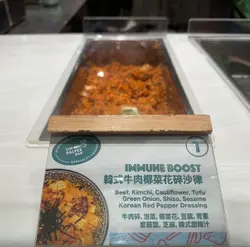 1
IMMUNE BOOST
韓式牛肉椰菜花碎沙律
Beef, Kimchi, Cauliflower, Tofu
Green Onion, Shiso, Sesame
Korean Red Pepper Dressing
牛肉碎, 泡菜, 椰菜花, 豆腐, 青蔥
紫蘇葉, 芝麻, 韓式甜辣汁